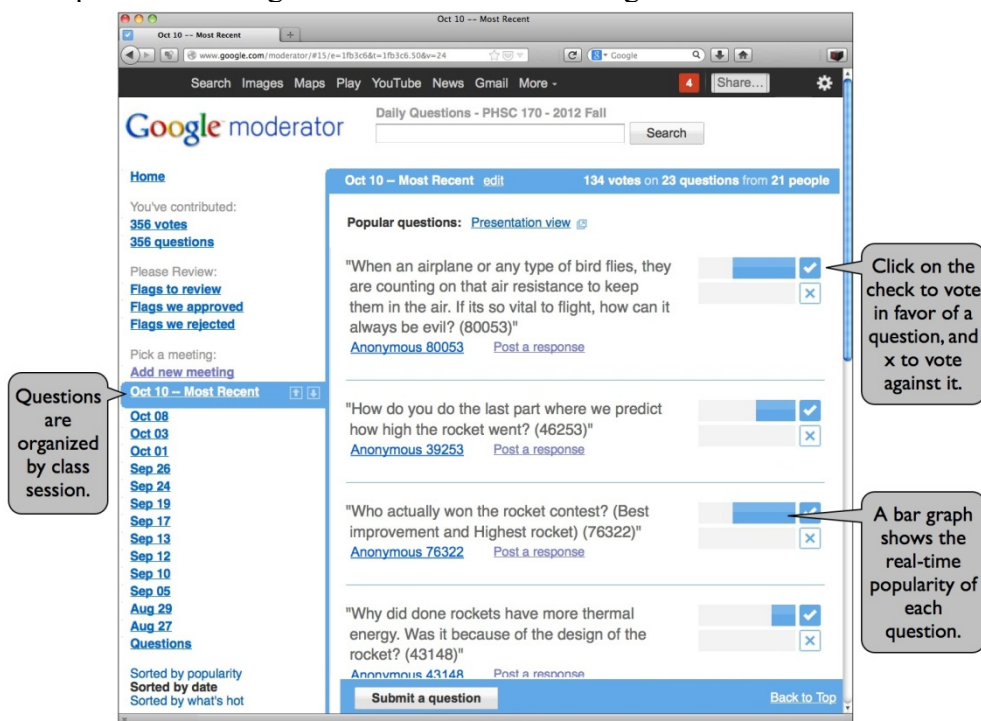 Oct 10 -- Most Recent
Oct 10 -- Most Recent
www.google.com/moderator/#15/e=1fb3c6&t=1fb3c6.50&v=24
Google
Search Images Maps Play YouTube News Gmail More
4
Share...
Google moderator
Daily Questions - PHSC 170 - 2012 Fall
Search
Home
You've contributed:
356 votes
356 questions
Please Review:
Flags to review
Flags we approved
Flags we rejected
Pick a meeting:
Add new meeting
Oct 10 -- Most Recent
Oct 08
Oct 03
Oct 01
Sep 26
Sep 24
Sep 19
Sep 17
Sep 13
Sep 12
Sep 10
Sep 05
Aug 29
Aug 27
Questions
Sorted by popularity
Sorted by date
Sorted by what's hot
Oct 10 -- Most Recent edit 134 votes on 23 questions from 21 people
Popular questions: Presentation view
"When an airplane or any type of bird flies, they
are counting on that air resistance to keep
them in the air. If its so vital to flight, how can it
always be evil? (80053)"
Anonymous 80053 Post a response
"How do you do the last part where we predict
how high the rocket went? (46253)"
Anonymous 39253 Post a response
"Who actually won the rocket contest? (Best
improvement and Highest rocket) (76322)"
Anonymous 76322 Post a response
"Why did done rockets have more thermal
energy. Was it because of the design of the
rocket? (43148)"
Anonymous 43148 Post a response
Submit a question
Back to Top
Questions
are
organized
by class
session.
Click on the
check to vote
in favor of a
question, and
x to vote
against it.
A bar graph
shows the
real-time
popularity of
each
question.